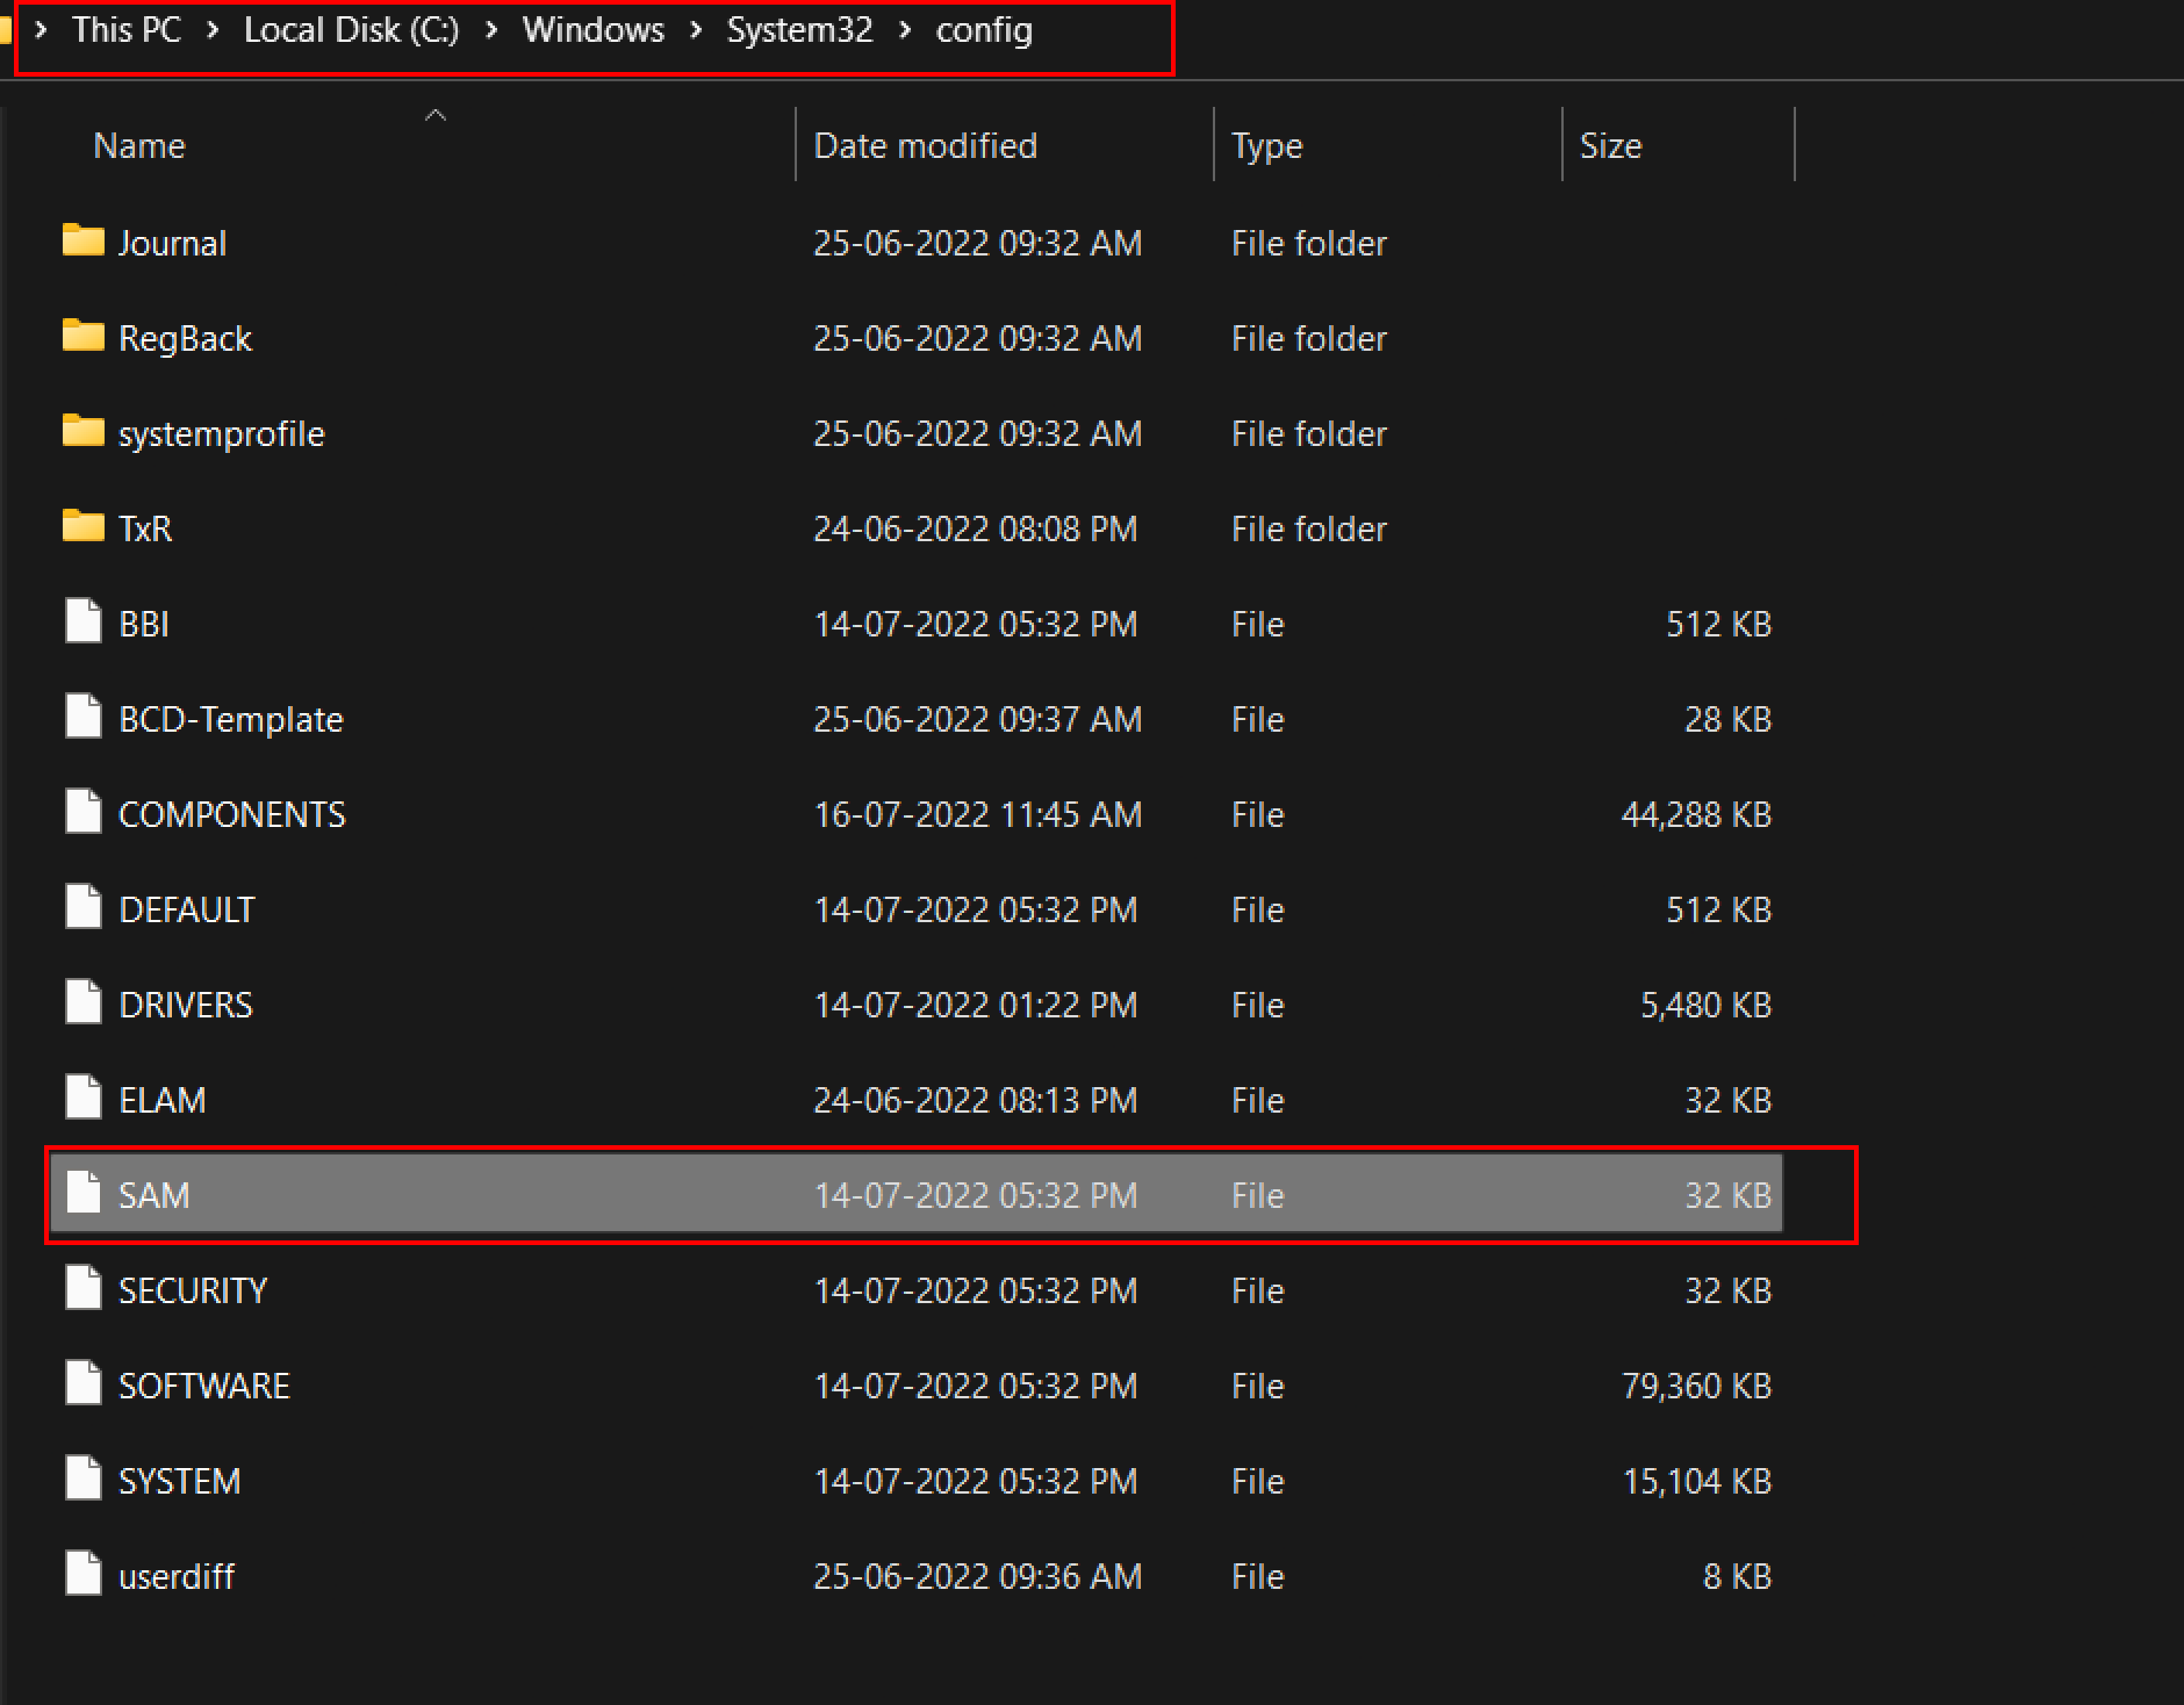 This PC > Local Disk (C:) > Windows > System32 > config
Name Date modified Type Size
Journal 25-06-2022 09:32 AM File folder
RegBack 25-06-2022 09:32 AM File folder
systemprofile 25-06-2022 09:32 AM File folder
TxR 24-06-2022 08:08 PM File folder
BBI 14-07-2022 05:32 PM File 512 KB
BCD-Template 25-06-2022 09:37 AM File 28 KB
COMPONENTS 16-07-2022 11:45 AM File 44,288 KB
DEFAULT 14-07-2022 05:32 PM File 512 KB
DRIVERS 14-07-2022 01:22 PM File 5,480 KB
ELAM 24-06-2022 08:13 PM File 32 KB
SAM 14-07-2022 05:32 PM File 32 KB
SECURITY 14-07-2022 05:32 PM File 32 KB
SOFTWARE 14-07-2022 05:32 PM File 79,360 KB
SYSTEM 14-07-2022 05:32 PM File 15,104 KB
userdiff 25-06-2022 09:36 AM File 8 KB